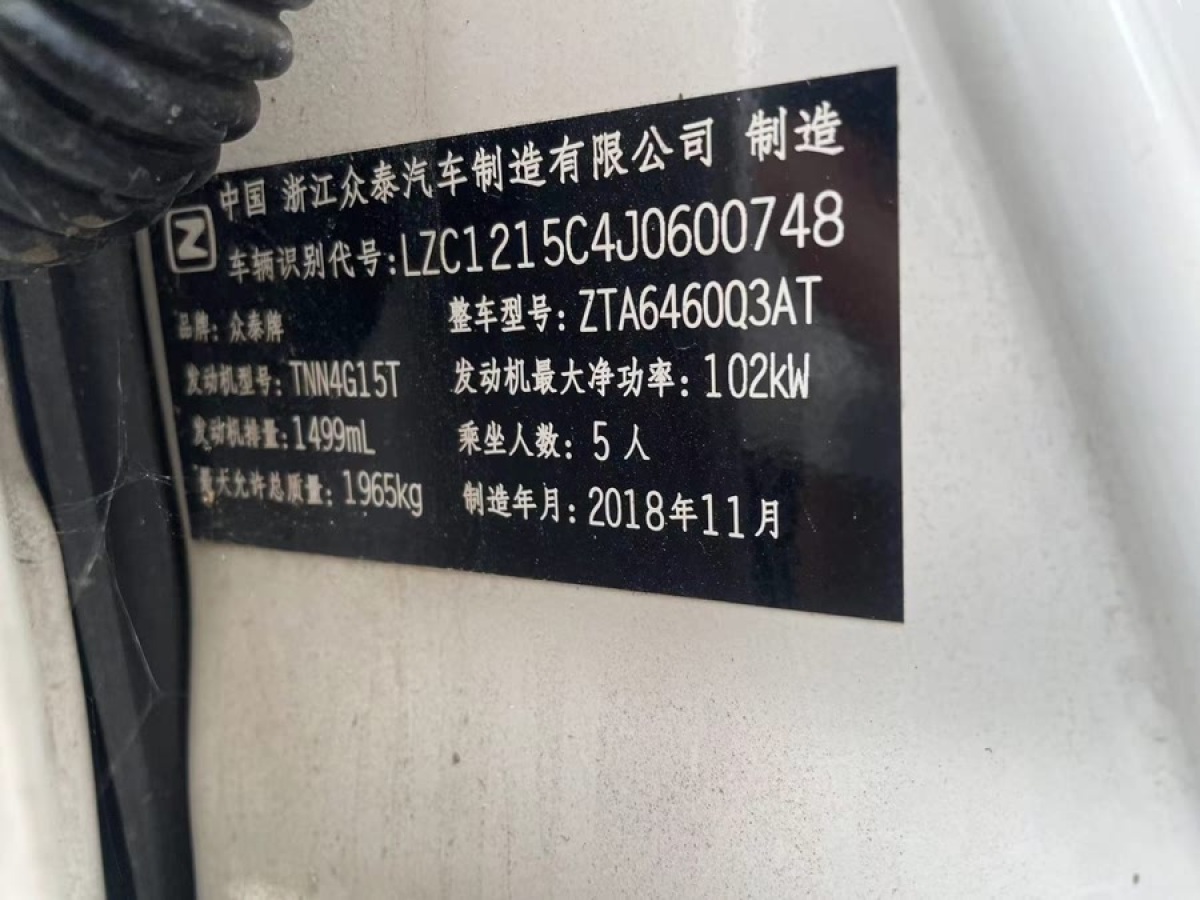 中国 浙江众泰汽车制造有限公司 制造
Z 车辆识别代号:LZC1215C4J0600748
品牌: 众泰牌 整车型号: ZTA6460Q3AT
发动机型号: TNN4G15T 发动机最大净功率: 102kW
发动机排量: 1499mL 乘坐人数: 5 人
最大允许总质量: 1965kg 制造年月: 2018年11月